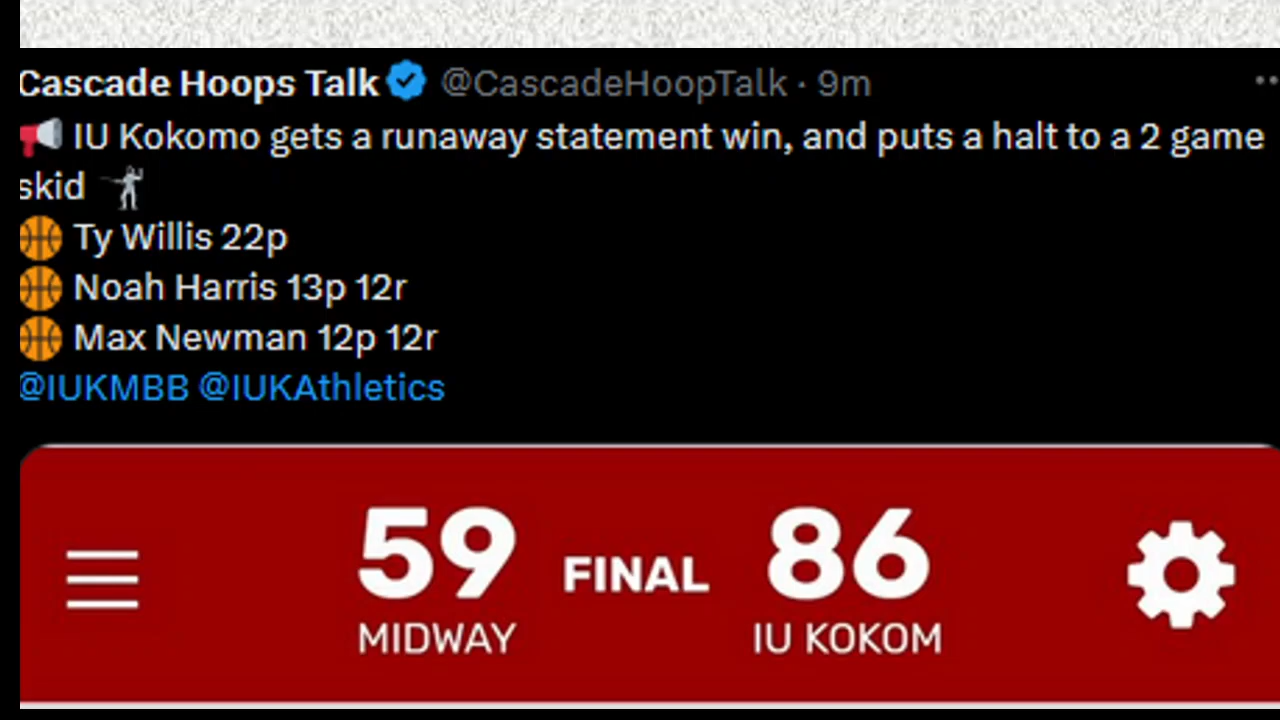 Cascade Hoops Talk @CascadeHoopTalk · 9m
📢 IU Kokomo gets a runaway statement win, and puts a halt to a 2 game
skid
🏀 Ty Willis 22p
🏀 Noah Harris 13p 12r
🏀 Max Newman 12p 12r
@IUKMBB @IUKAthletics
59 FINAL 86
MIDWAY IU KOKOM